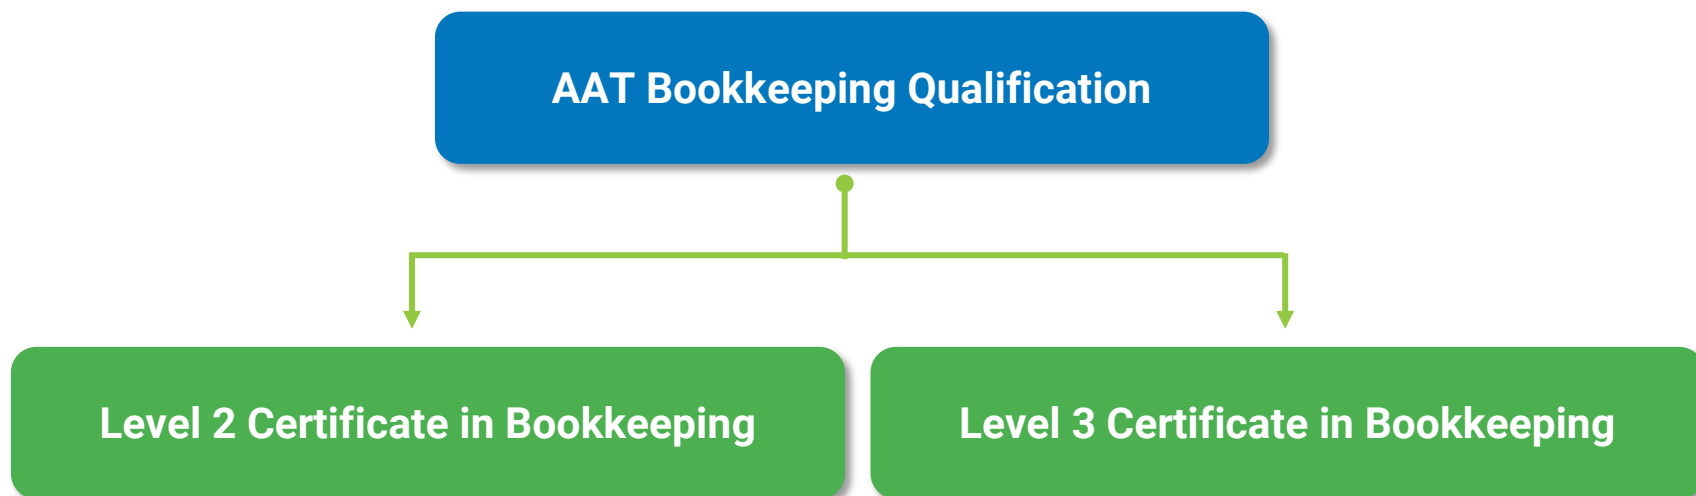 AAT Bookkeeping Qualification
Level 2 Certificate in Bookkeeping
Level 3 Certificate in Bookkeeping